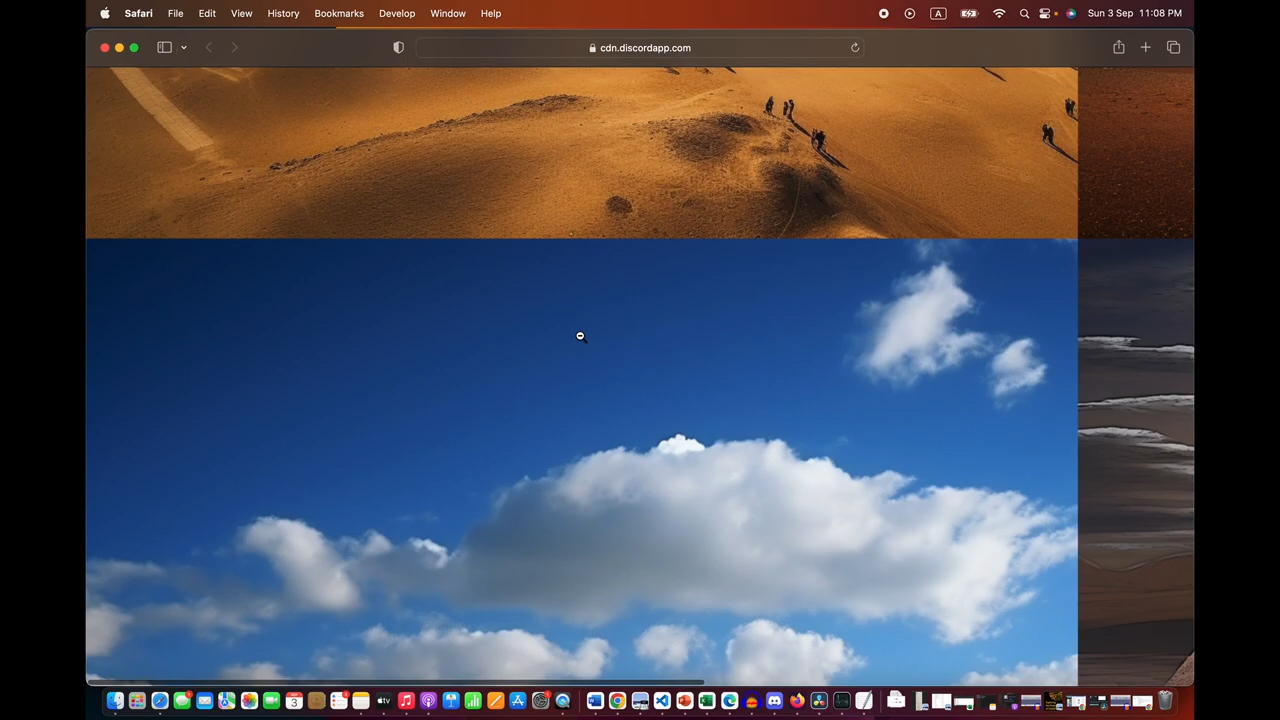 Safari File Edit View History Bookmarks Develop Window Help A Sun 3 Sep 11:08 PM
cdn.discordapp.com